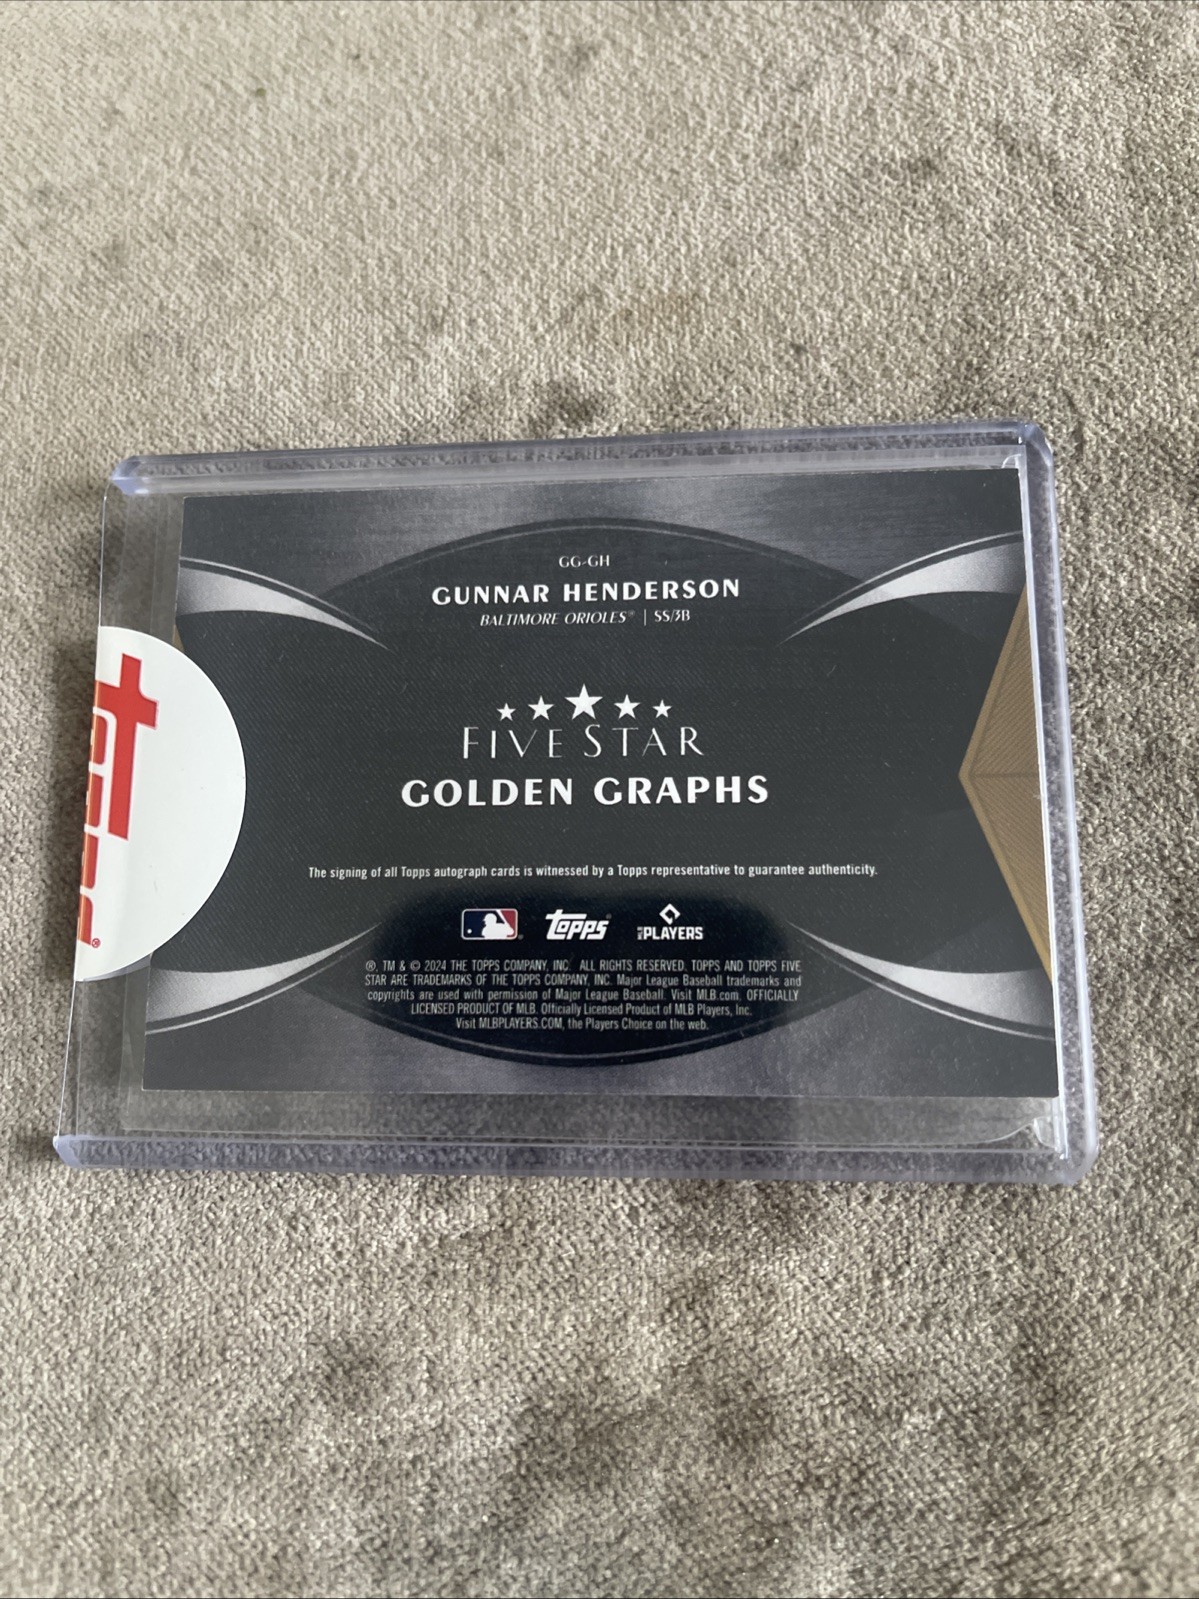 GG-GH
GUNNAR HENDERSON
BALTIMORE ORIOLES® | SS/3B
FIVE STAR
GOLDEN GRAPHS
The signing of all Topps autograph cards is witnessed by a Topps representative to guarantee authenticity.
topps® PLAYERS
®, TM & © 2024 THE TOPPS COMPANY, INC. ALL RIGHTS RESERVED. TOPPS AND TOPPS FIVE
STAR ARE TRADEMARKS OF THE TOPPS COMPANY, INC. Major League Baseball trademarks and
copyrights are used with permission of Major League Baseball. Visit MLB.com. OFFICIALLY
LICENSED PRODUCT OF MLB. Officially Licensed Product of MLB Players, Inc.
Visit MLBPLAYERS.COM, the Players Choice on the web.